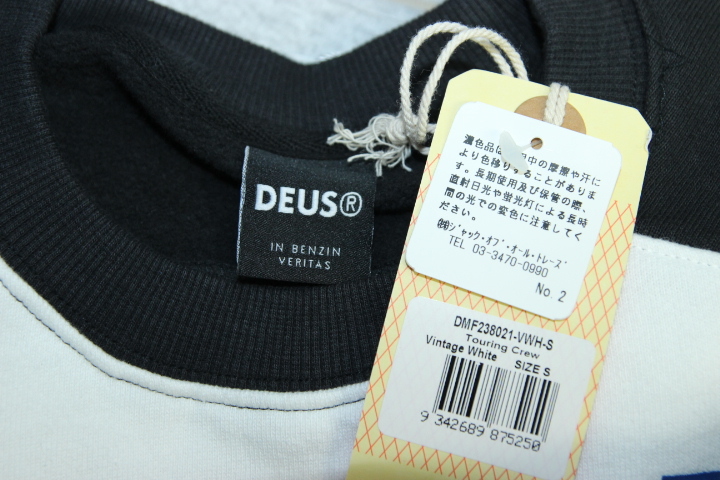 DEUS®
IN BENZIN
VERITAS
濃色品は 中の摩擦や汗に
より色移りすることがありま
す。長期使用及び保管の際、
直射日光や蛍光灯による長時
間の光での変色に注意してく
ださい。
㈱ジャック・オブ・オール・トレーズ
TEL 03-3470-0990
No. 2
DMF238021-VWH-S
Touring Crew
Vintage White SIZE S
9 342689 875250